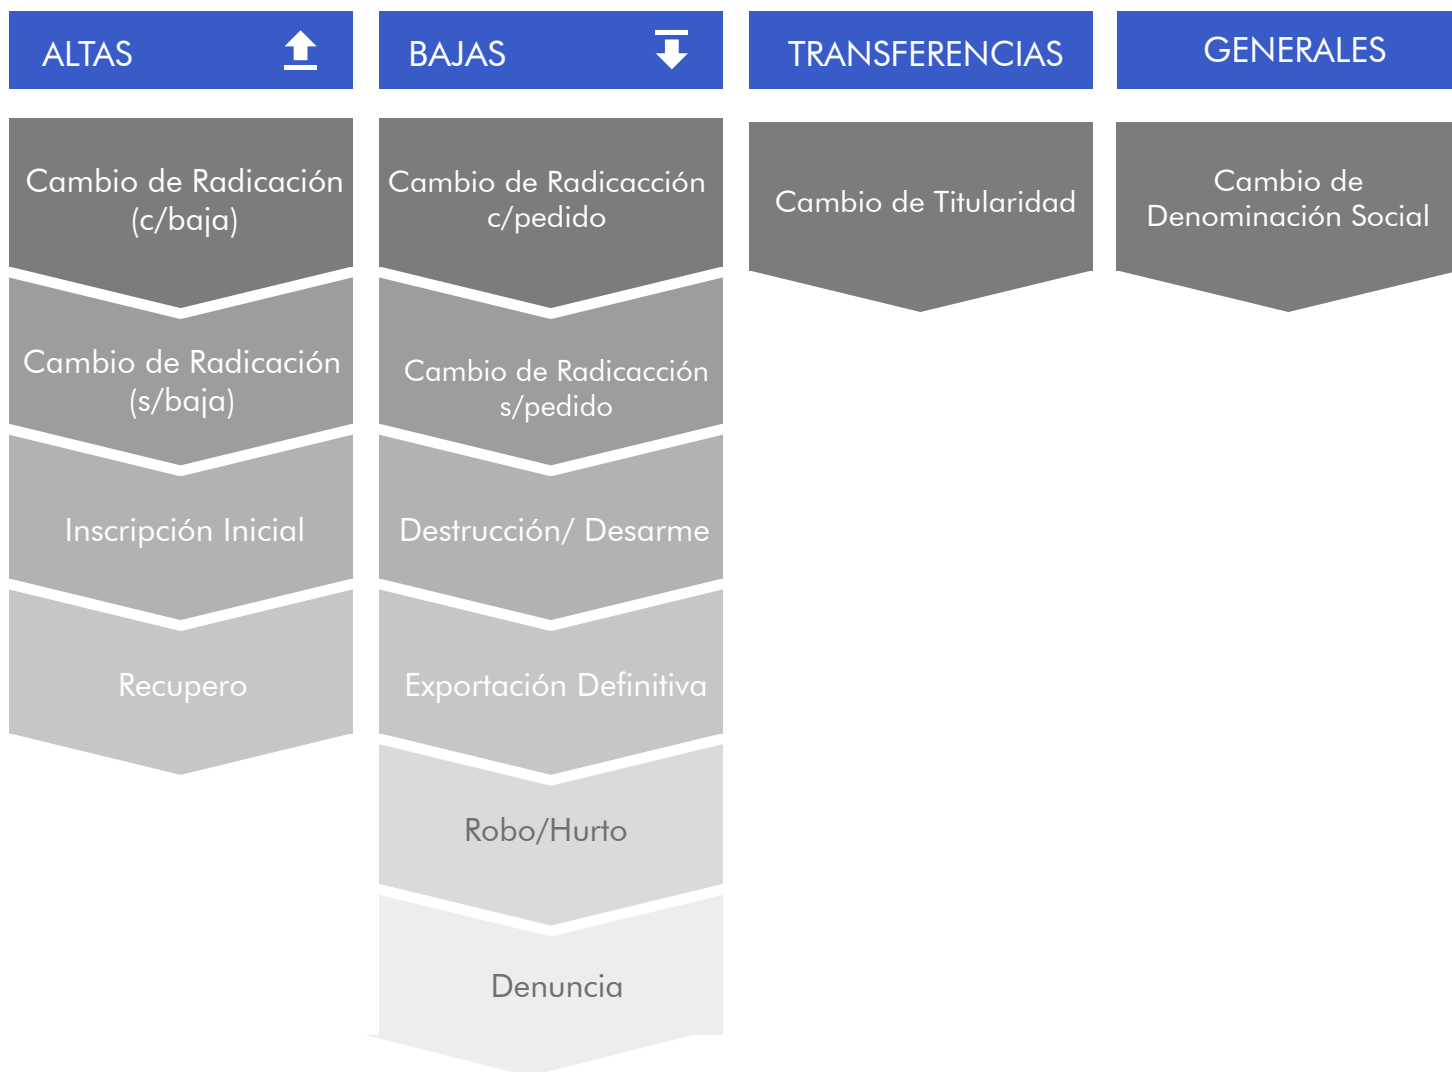 ALTAS
Cambio de Radicación
(c/baja)
Cambio de Radicación
(s/baja)
Inscripción Inicial
Recupero
BAJAS
Cambio de Radicacción
c/pedido
Cambio de Radicacción
s/pedido
Destrucción/ Desarme
Exportación Definitiva
Robo/Hurto
Denuncia
TRANSFERENCIAS
Cambio de Titularidad
GENERALES
Cambio de
Denominación Social